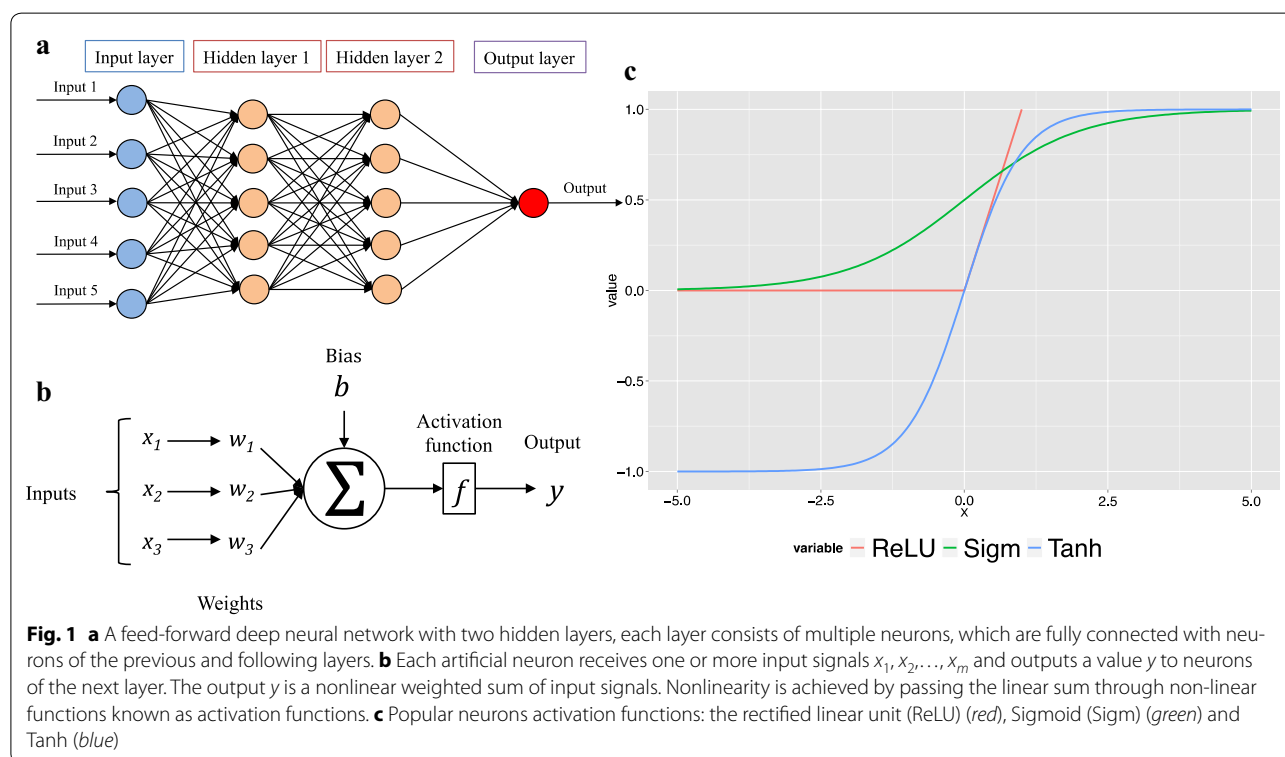 a
Input layer
Hidden layer 1
Hidden layer 2
Output layer
Input 1
Input 2
Input 3
Input 4
Input 5
Output
b
Bias
b
Activation
function
Output
Inputs
x₁
w₁
x₂
w₂
x₃
w₃
Σ
f
y
Weights
c
1.0
0.5
0.0
−0.5
−1.0
value
−5.0
−2.5
0.0
2.5
5.0
x
variable ReLU Sigm Tanh
Fig. 1 a A feed-forward deep neural network with two hidden layers, each layer consists of multiple neurons, which are fully connected with neu-
rons of the previous and following layers. b Each artificial neuron receives one or more input signals x₁, x₂,…, xₘ and outputs a value y to neurons
of the next layer. The output y is a nonlinear weighted sum of input signals. Nonlinearity is achieved by passing the linear sum through non-linear
functions known as activation functions. c Popular neurons activation functions: the rectified linear unit (ReLU) (red), Sigmoid (Sigm) (green) and
Tanh (blue)